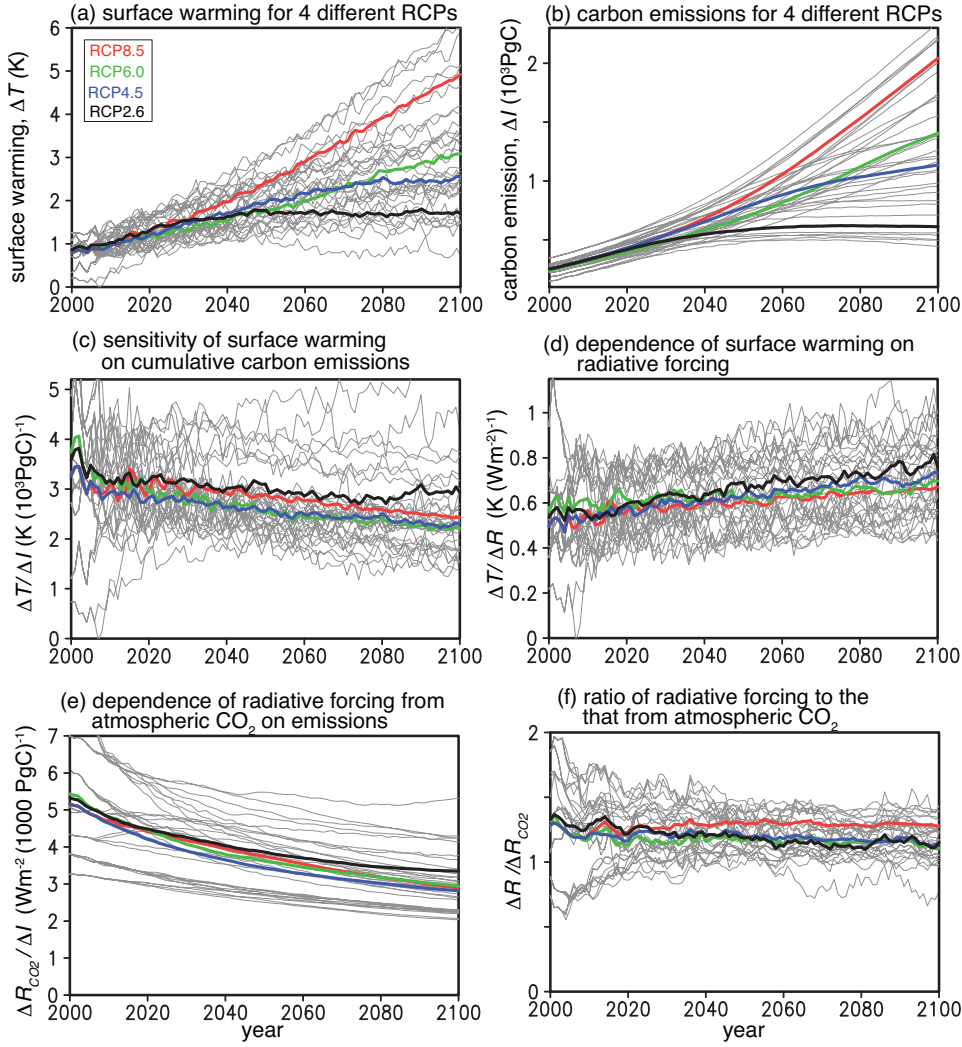 (a) surface warming for 4 different RCPs
surface warming, ΔT (K)
6
5
4
3
2
1
0
RCP8.5
RCP6.0
RCP4.5
RCP2.6
2000 2020 2040 2060 2080 2100
(b) carbon emissions for 4 different RCPs
carbon emission, ΔI (10³PgC)
2
1
2000 2020 2040 2060 2080 2100
(c) sensitivity of surface warming
on cumulative carbon emissions
ΔT/ΔI (K (10³PgC)⁻¹
5
4
3
2
1
0
2000 2020 2040 2060 2080 2100
(d) dependence of surface warming on
radiative forcing
ΔT/ΔR (K (Wm⁻²)⁻¹
1
0.8
0.6
0.4
0.2
0
2000 2020 2040 2060 2080 2100
(e) dependence of radiative forcing from
atmospheric CO₂ on emissions
ΔR_CO2/ΔI (Wm⁻² (1000 PgC)⁻¹
7
6
5
4
3
2
1
0
2000 2020 2040 2060 2080 2100
year
(f) ratio of radiative forcing to the
that from atmospheric CO₂
ΔR/ΔR_CO2
2
1
0
2000 2020 2040 2060 2080 2100
year